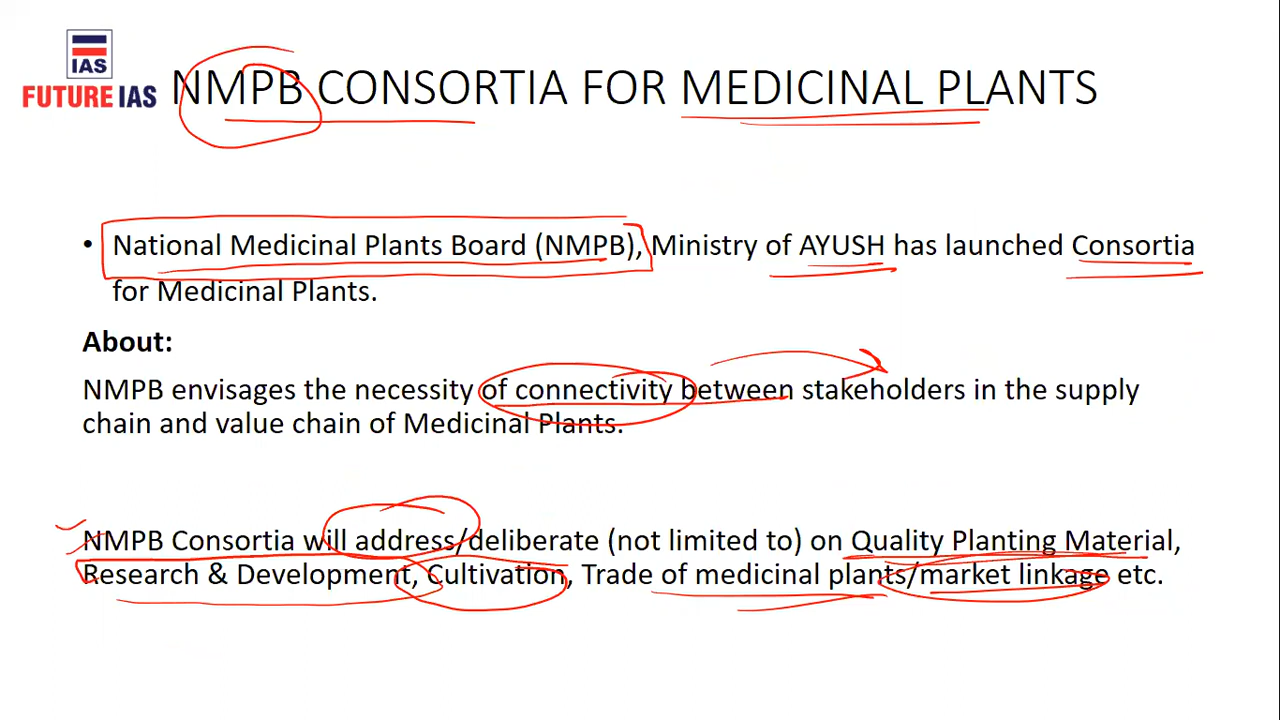 IAS
FUTURE IAS
NMPB CONSORTIA FOR MEDICINAL PLANTS
• National Medicinal Plants Board (NMPB), Ministry of AYUSH has launched Consortia
for Medicinal Plants.
About:
NMPB envisages the necessity of connectivity between stakeholders in the supply
chain and value chain of Medicinal Plants.
NMPB Consortia will address/deliberate (not limited to) on Quality Planting Material,
Research & Development, Cultivation, Trade of medicinal plants/market linkage etc.